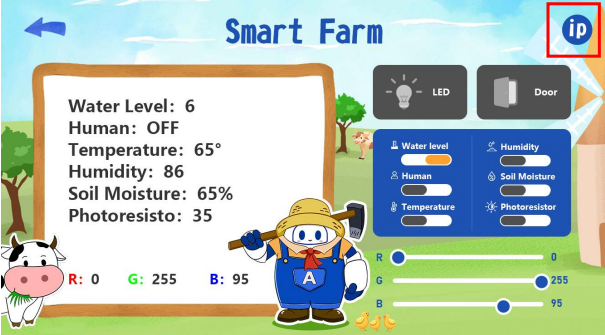 Smart Farm
ip
Water Level: 6
Human: OFF
Temperature: 65°
Humidity: 86
Soil Moisture: 65%
Photoresisto: 35
R: 0 G: 255 B: 95
LED
Door
Water level
Humidity
Human
Soil Moisture
Temperature
Photoresistor
R 0
G 255
B 95
A